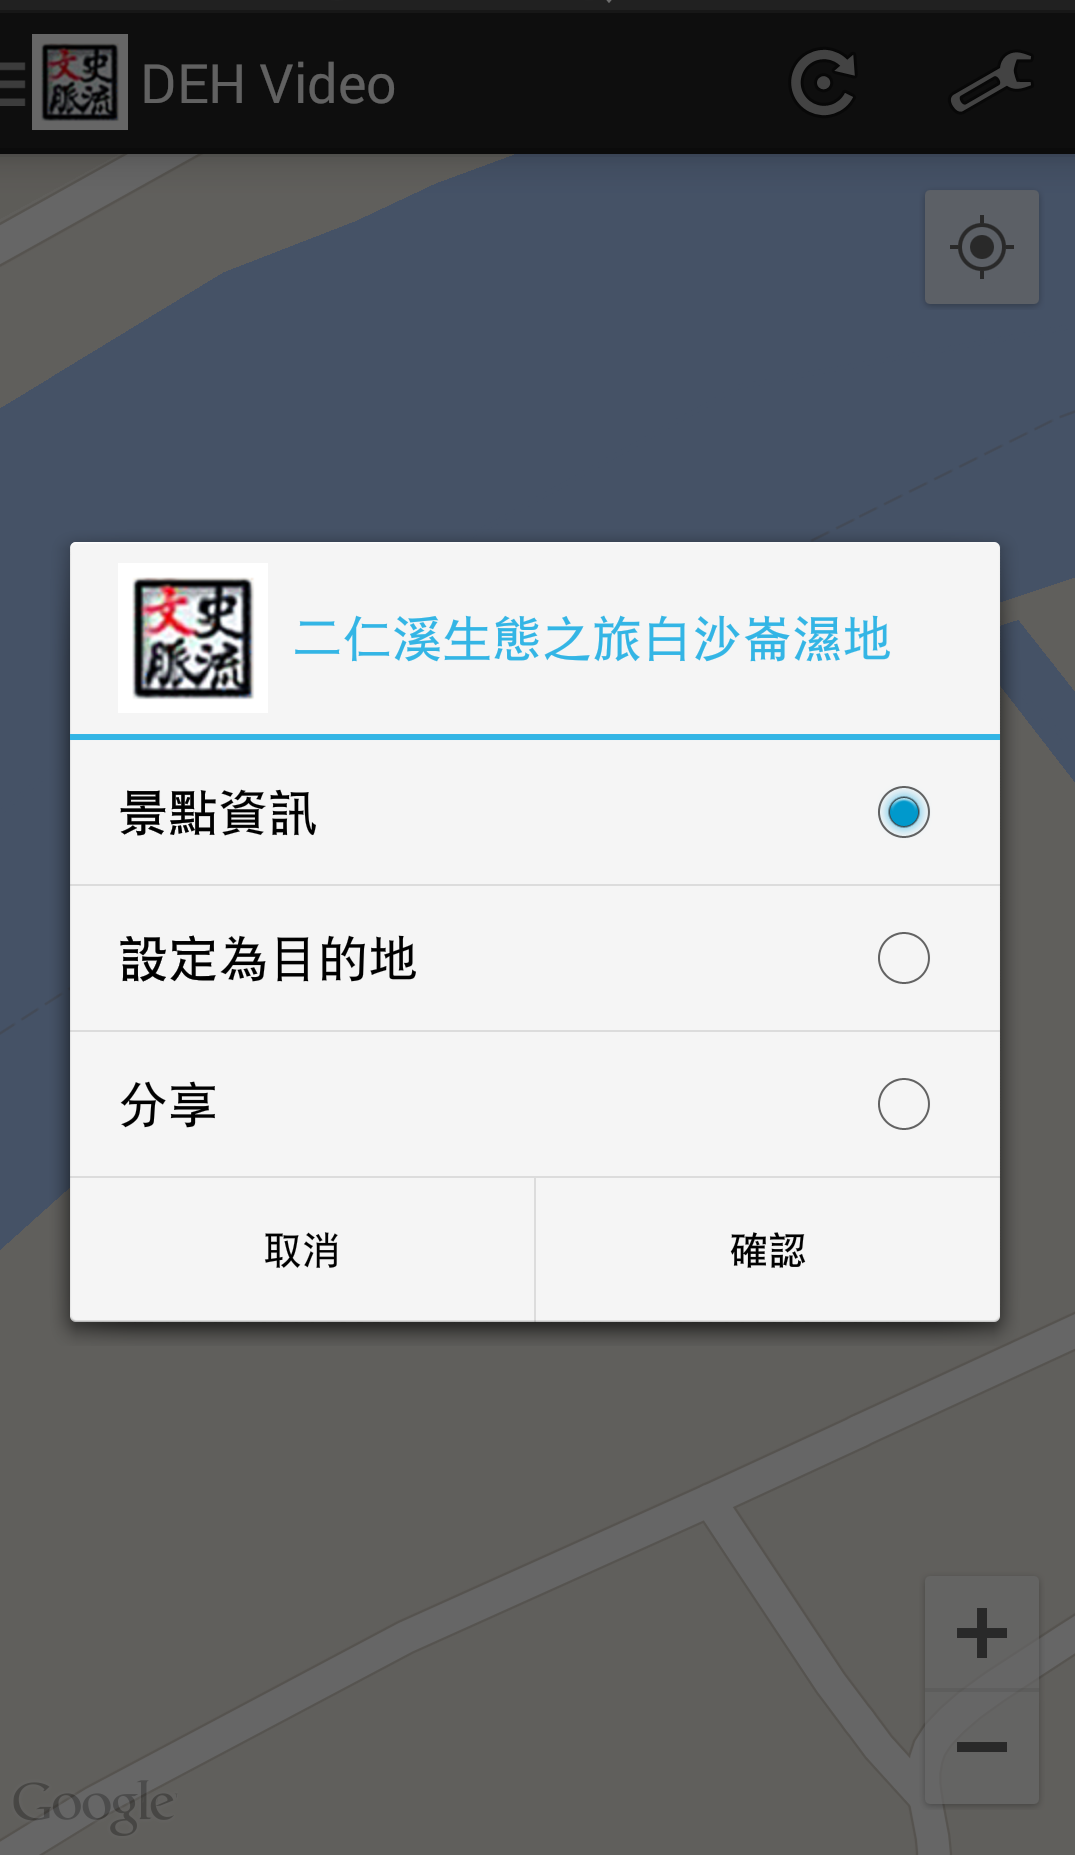 文史
脈流
DEH Video
文史
脈流
二仁溪生態之旅白沙崙濕地
景點資訊
設定為目的地
分享
取消
確認
Google